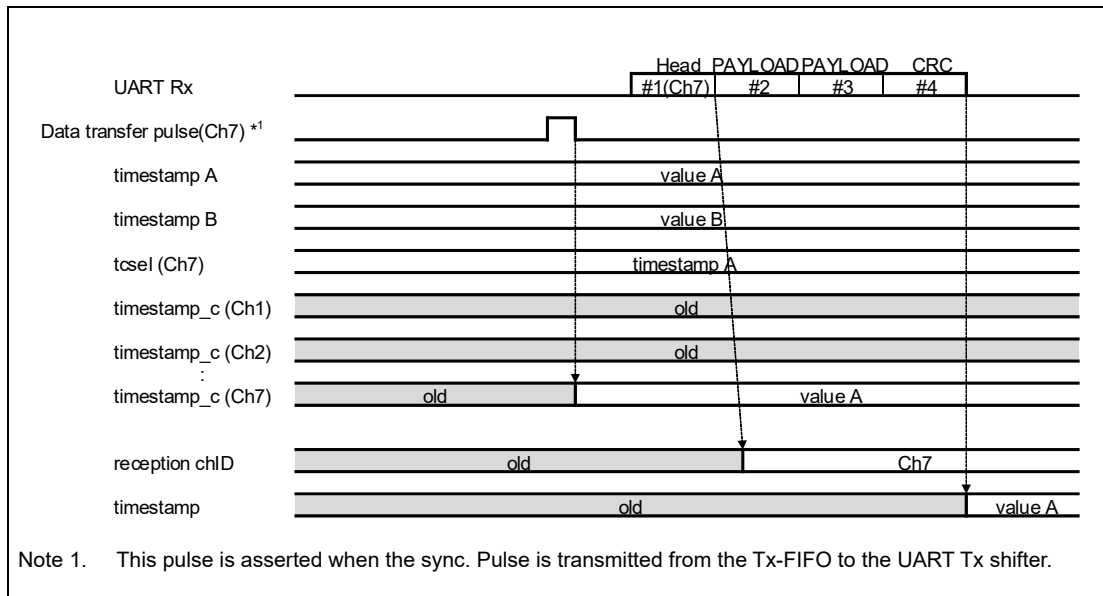 Head PAYLOAD PAYLOAD CRC
UART Rx #1(Ch7) #2 #3 #4
Data transfer pulse(Ch7) *1
timestamp A value A
timestamp B value B
tcsel (Ch7) timestamp A
timestamp_c (Ch1) old
timestamp_c (Ch2) old
:
timestamp_c (Ch7) old value A
reception chID old Ch7
timestamp old value A
Note 1. This pulse is asserted when the sync. Pulse is transmitted from the Tx-FIFO to the UART Tx shifter.